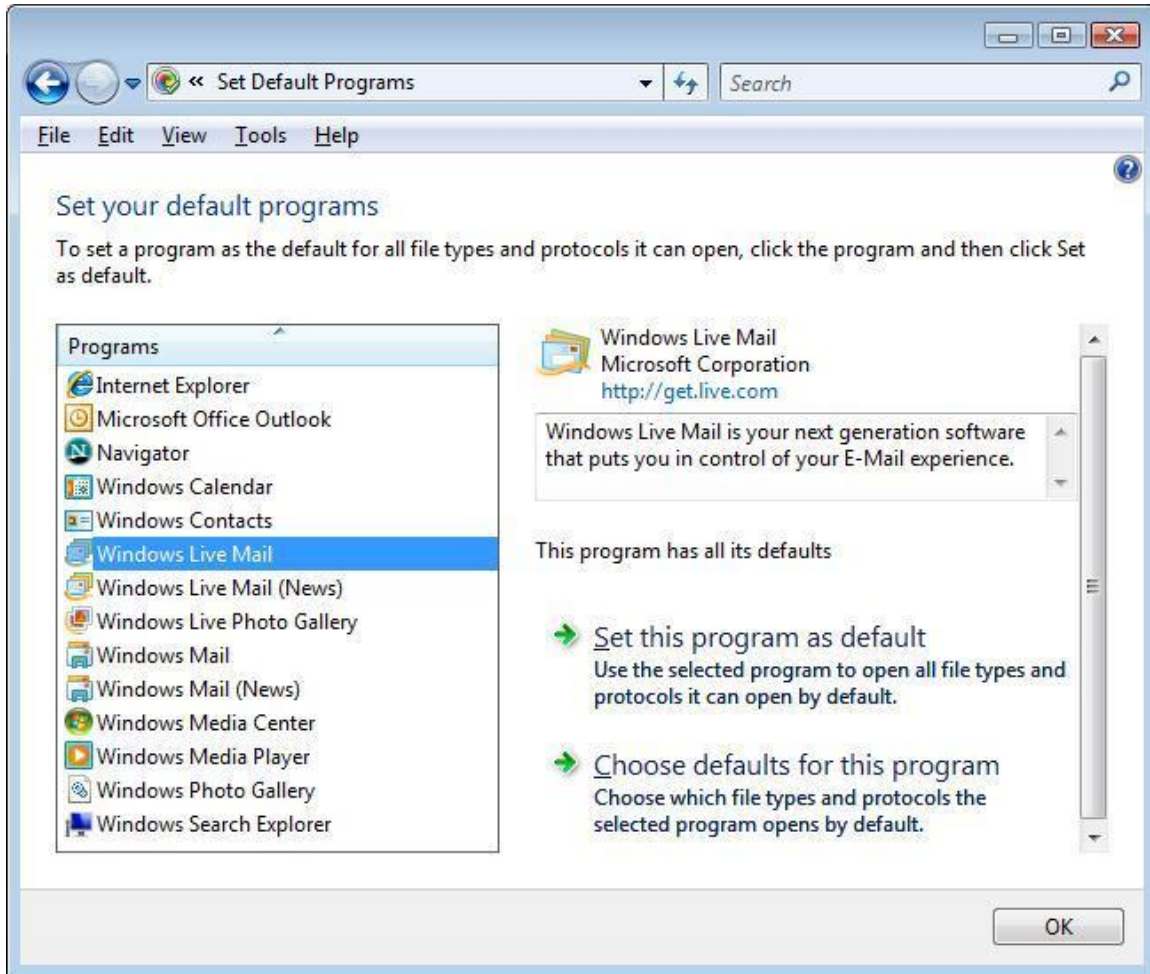 « Set Default Programs
Search
File Edit View Tools Help
Set your default programs
To set a program as the default for all file types and protocols it can open, click the program and then click Set
as default.
Programs
Internet Explorer
Microsoft Office Outlook
Navigator
Windows Calendar
Windows Contacts
Windows Live Mail
Windows Live Mail (News)
Windows Live Photo Gallery
Windows Mail
Windows Mail (News)
Windows Media Center
Windows Media Player
Windows Photo Gallery
Windows Search Explorer
Windows Live Mail
Microsoft Corporation
http://get.live.com
Windows Live Mail is your next generation software
that puts you in control of your E-Mail experience.
This program has all its defaults
Set this program as default
Use the selected program to open all file types and
protocols it can open by default.
Choose defaults for this program
Choose which file types and protocols the
selected program opens by default.
OK